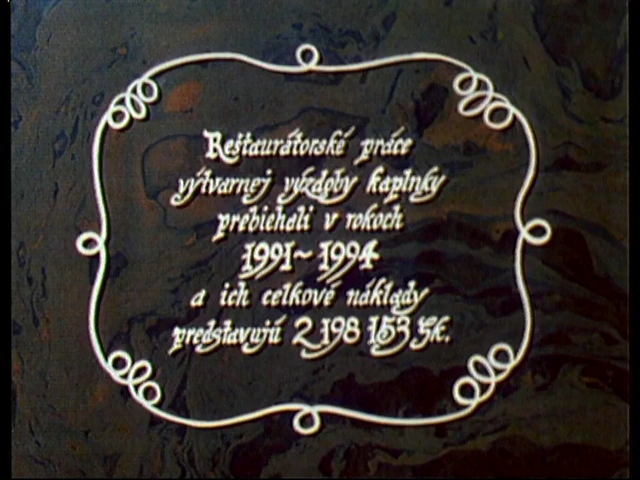 Reštaurátorské práce
výtvarnej výzdoby kaplnky
prebiehali v rokoch
1991~1994
a ich celkové náklady
predstavujú 2 198 153 Sk.